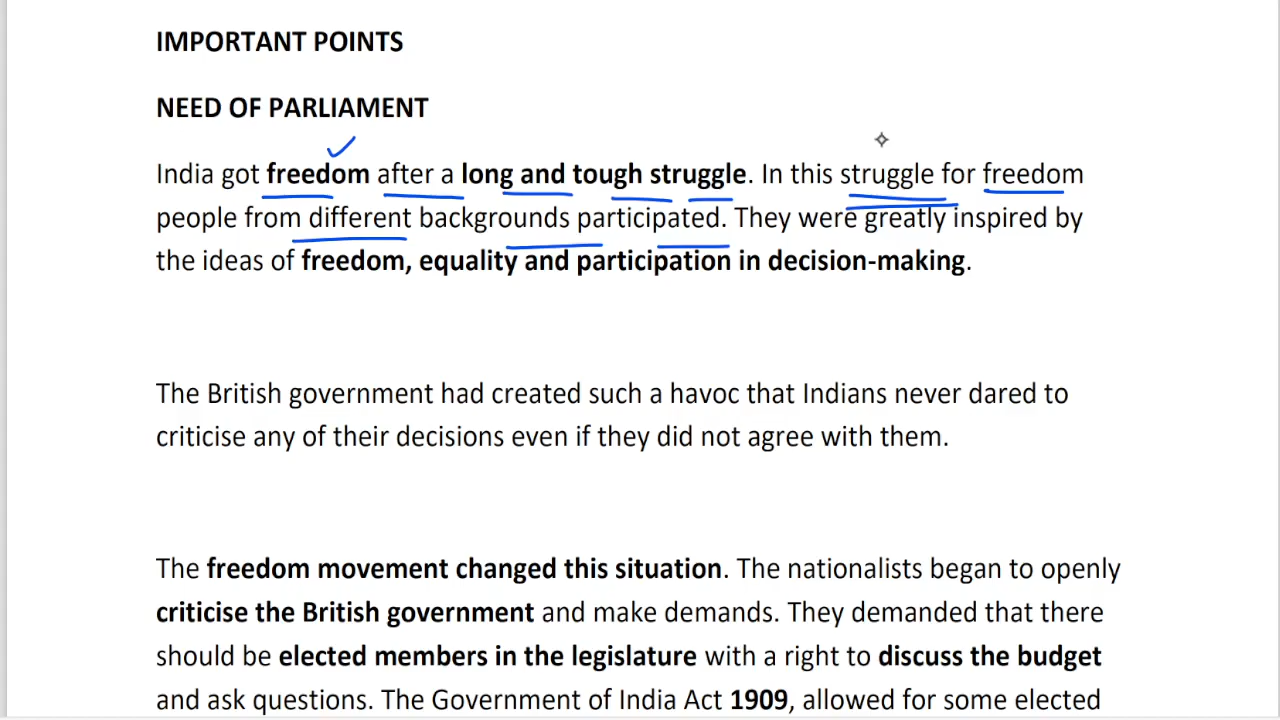 IMPORTANT POINTS
NEED OF PARLIAMENT
India got freedom after a long and tough struggle. In this struggle for freedom
people from different backgrounds participated. They were greatly inspired by
the ideas of freedom, equality and participation in decision-making.
The British government had created such a havoc that Indians never dared to
criticise any of their decisions even if they did not agree with them.
The freedom movement changed this situation. The nationalists began to openly
criticise the British government and make demands. They demanded that there
should be elected members in the legislature with a right to discuss the budget
and ask questions. The Government of India Act 1909, allowed for some elected